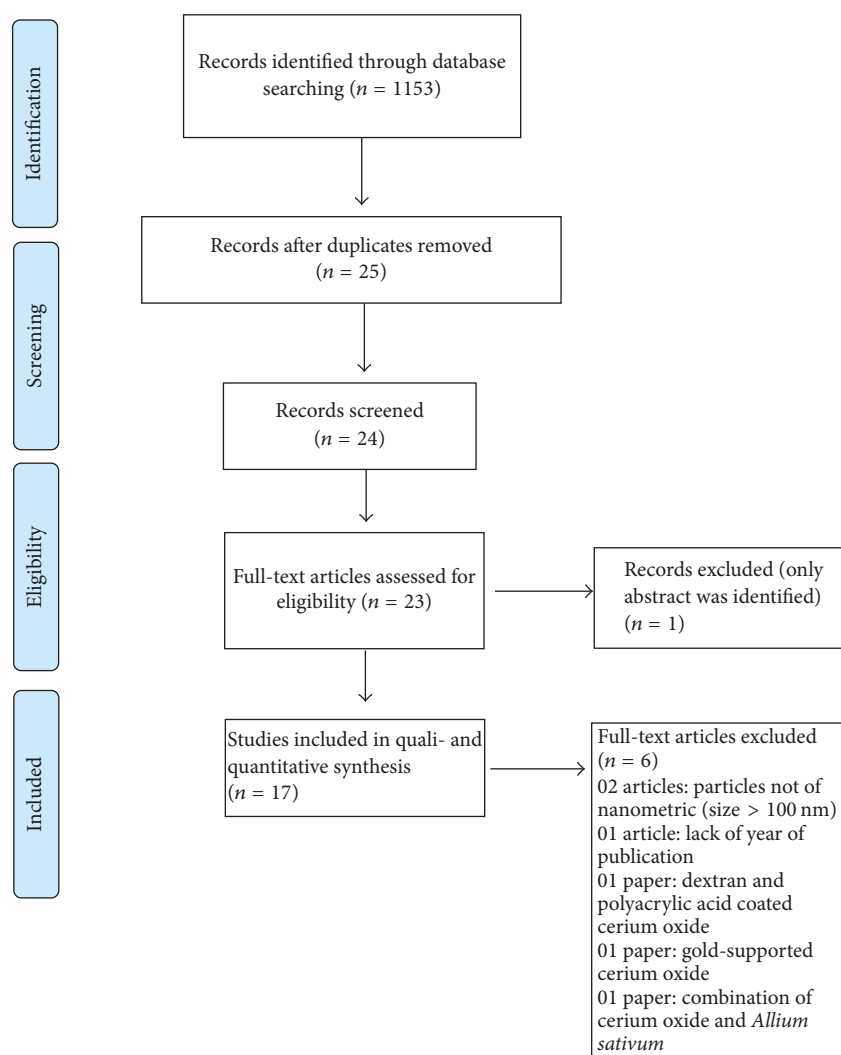 Identification
Records identified through database
searching (n = 1153)
Screening
Records after duplicates removed
(n = 25)
Records screened
(n = 24)
Eligibility
Full-text articles assessed for
eligibility (n = 23)
Records excluded (only
abstract was identified)
(n = 1)
Included
Studies included in quali- and
quantitative synthesis
(n = 17)
Full-text articles excluded
(n = 6)
02 articles: particles not of
nanometric (size > 100 nm)
01 article: lack of year of
publication
01 paper: dextran and
polyacrylic acid coated
cerium oxide
01 paper: gold-supported
cerium oxide
01 paper: combination of
cerium oxide and Allium
sativum